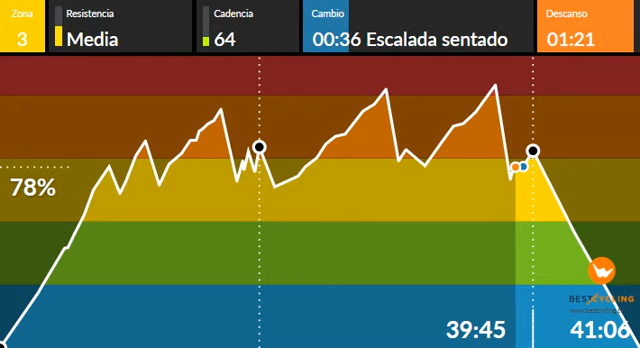 Zona
3
Resistencia
Media
Cadencia
64
Cambio
00:36 Escalada sentado
Descanso
01:21
78%
BESTCYCLING
39:45
41:06